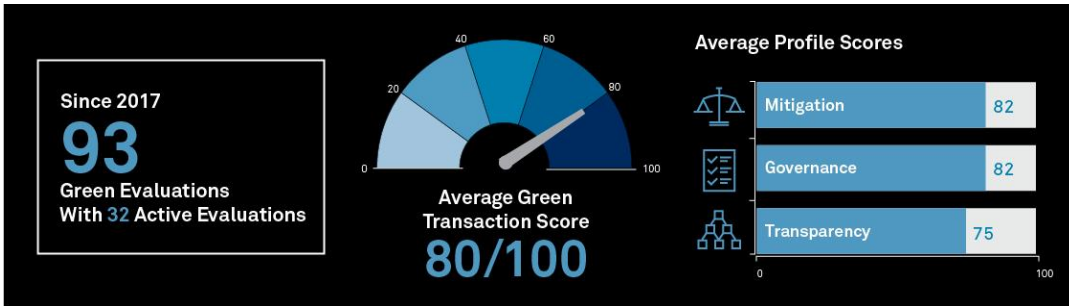 Since 2017
93
Green Evaluations
With 32 Active Evaluations
0
20
40
60
80
100
Average Green
Transaction Score
80/100
Average Profile Scores
Mitigation 82
Governance 82
Transparency 75
0 100